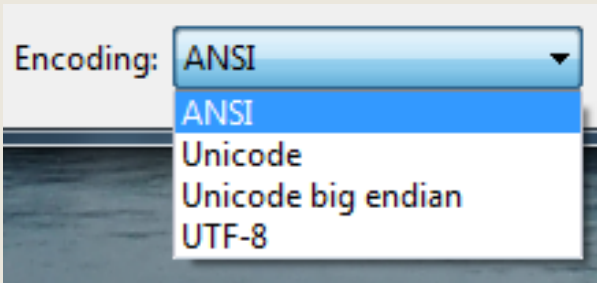 Encoding: ANSI
ANSI
Unicode
Unicode big endian
UTF-8